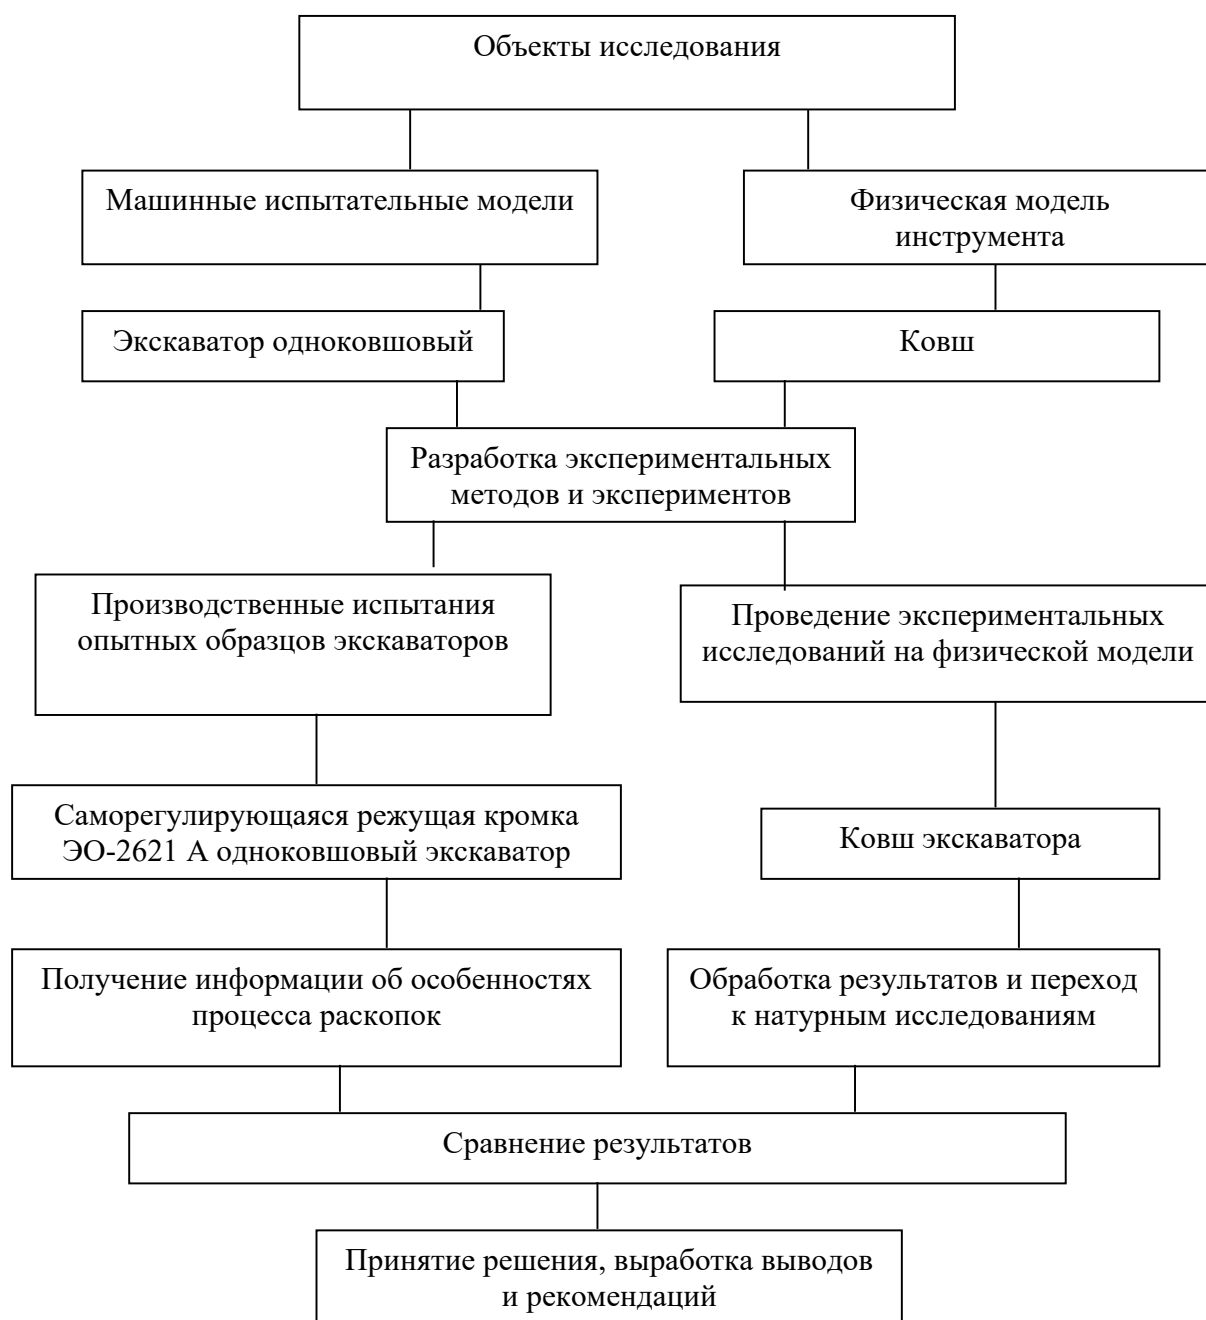 Объекты исследования
Машинные испытательные модели
Физическая модель
инструмента
Экскаватор одноковшовый
Ковш
Разработка экспериментальных
методов и экспериментов
Производственные испытания
опытных образцов экскаваторов
Проведение экспериментальных
исследований на физической модели
Саморегулирующаяся режущая кромка
ЭО-2621 А одноковшовый экскаватор
Ковш экскаватора
Получение информации об особенностях
процесса раскопок
Обработка результатов и переход
к натурным исследованиям
Сравнение результатов
Принятие решения, выработка выводов
и рекомендаций